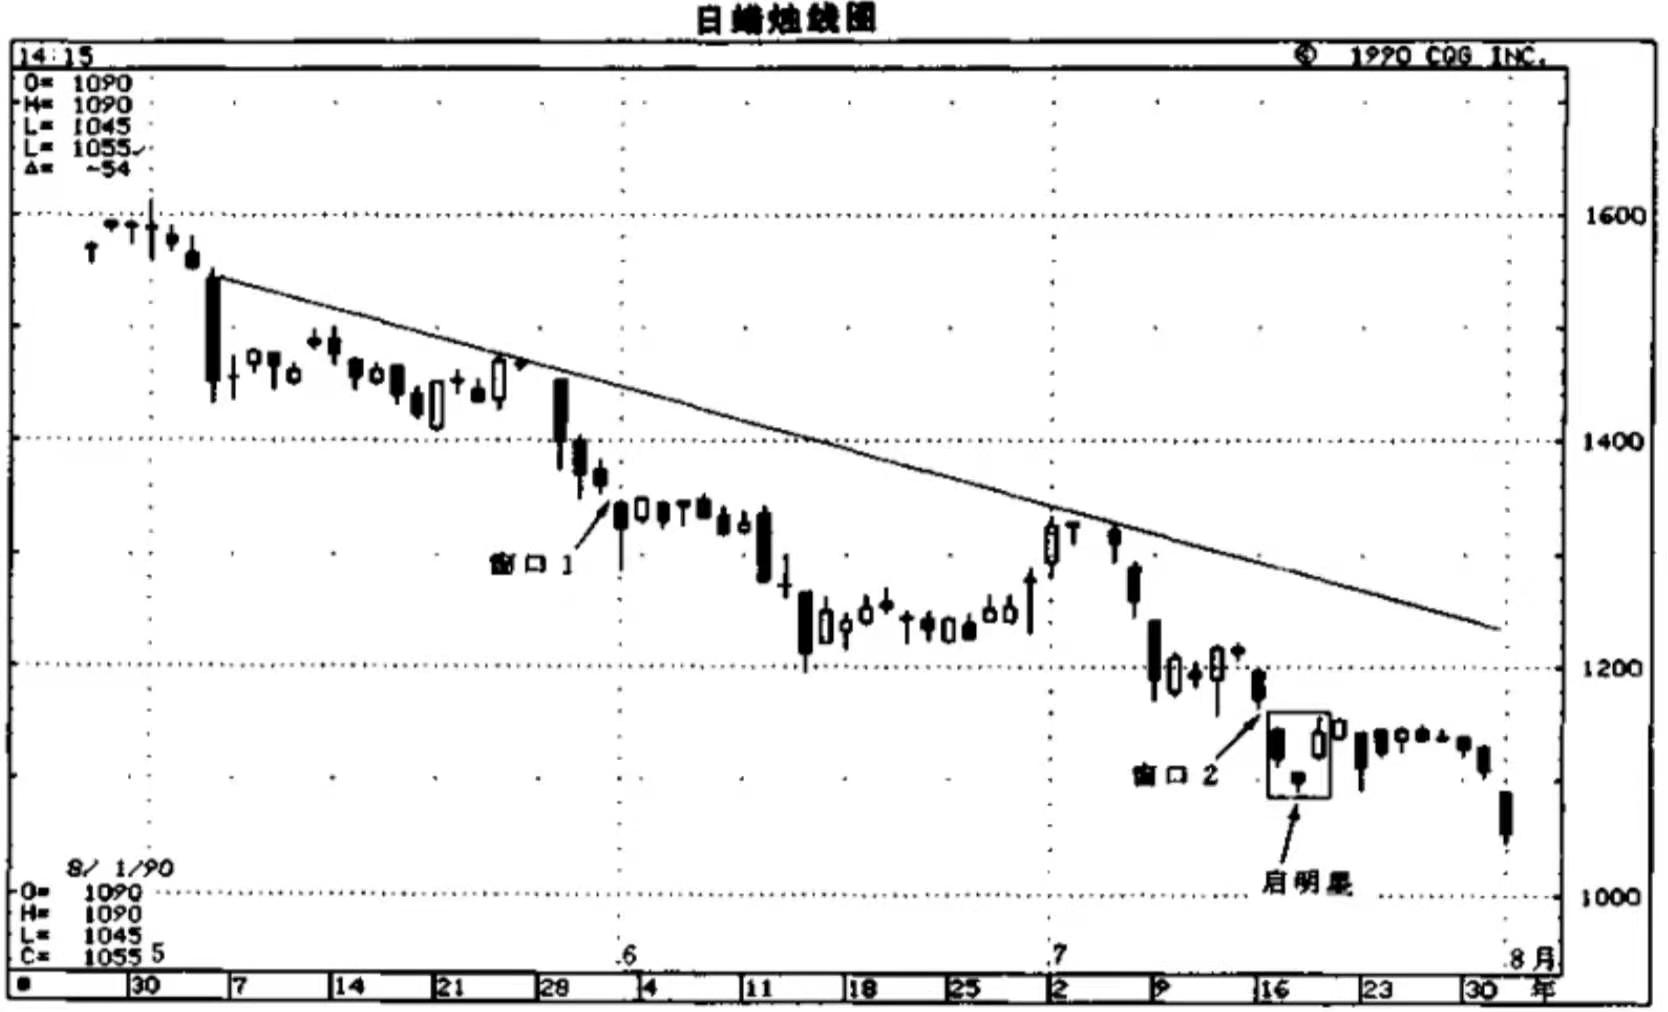 日蜡烛线图
14:15
© 1990 CQG INC.
O= 1090
H= 1090
L= 1045
L= 1055
Δ= -54
1600
1400
窗口1
1200
窗口2
启明星
8/ 1/90
O= 1090
H= 1090
L= 1045
C= 1055
1000
5 6 7 8月
30 7 14 21 28 4 11 18 25 2 9 16 23 30 年